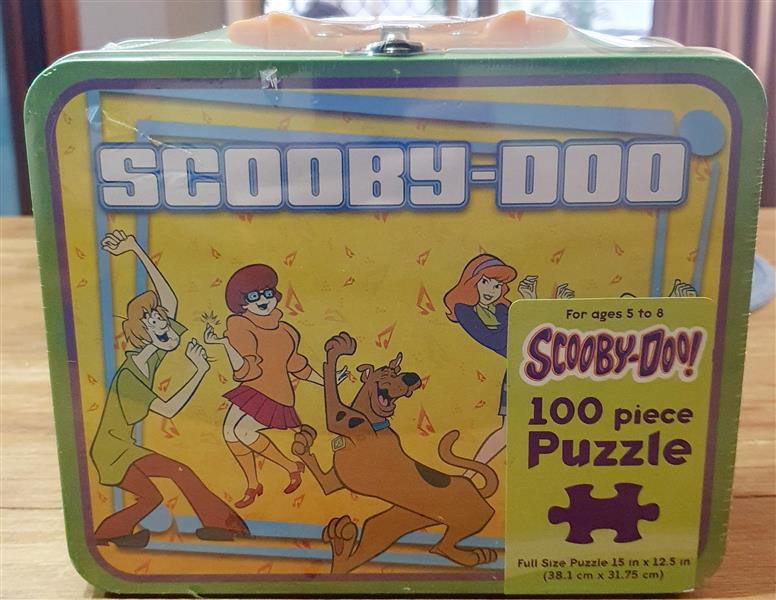 SCOOBY-DOO
For ages 5 to 8
SCOOBY-DOO!
100 piece
Puzzle
Full Size Puzzle 15 in x 12.5 in
(38.1 cm x 31.75 cm)